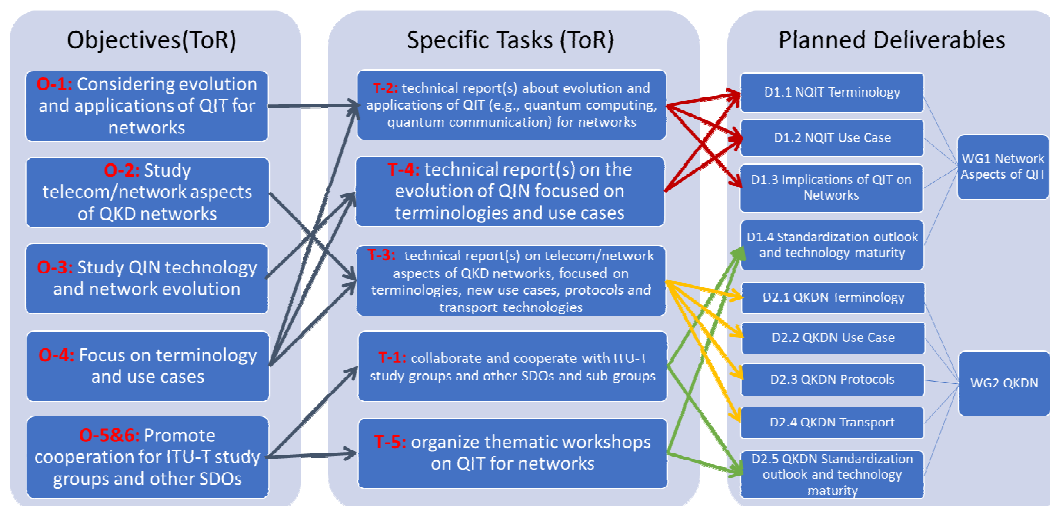 Objectives(ToR)
O-1: Considering evolution
and applications of QIT for
networks
O-2: Study
telecom/network aspects
of QKD networks
O-3: Study QIN technology
and network evolution
O-4: Focus on terminology
and use cases
O-5&6: Promote
cooperation for ITU-T study
groups and other SDOs
Specific Tasks (ToR)
T-2: technical report(s) about evolution and
applications of QIT (e.g., quantum computing,
quantum communication) for networks
T-4: technical report(s) on the
evolution of QIN focused on
terminologies and use cases
T-3: technical report(s) on telecom/network
aspects of QKD networks, focused on
terminologies, new use cases, protocols and
transport technologies
T-1: collaborate and cooperate with ITU-T
study groups and other SDOs and sub groups
T-5: organize thematic workshops
on QIT for networks
Planned Deliverables
D1.1 NQIT Terminology
D1.2 NQIT Use Case
D1.3 Implications of QIT on
Networks
D1.4 Standardization outlook
and technology maturity
D2.1 QKDN Terminology
D2.2 QKDN Use Case
D2.3 QKDN Protocols
D2.4 QKDN Transport
D2.5 QKDN Standardization
outlook and technology
maturity
WG1 Network
Aspects of QIT
WG2 QKDN